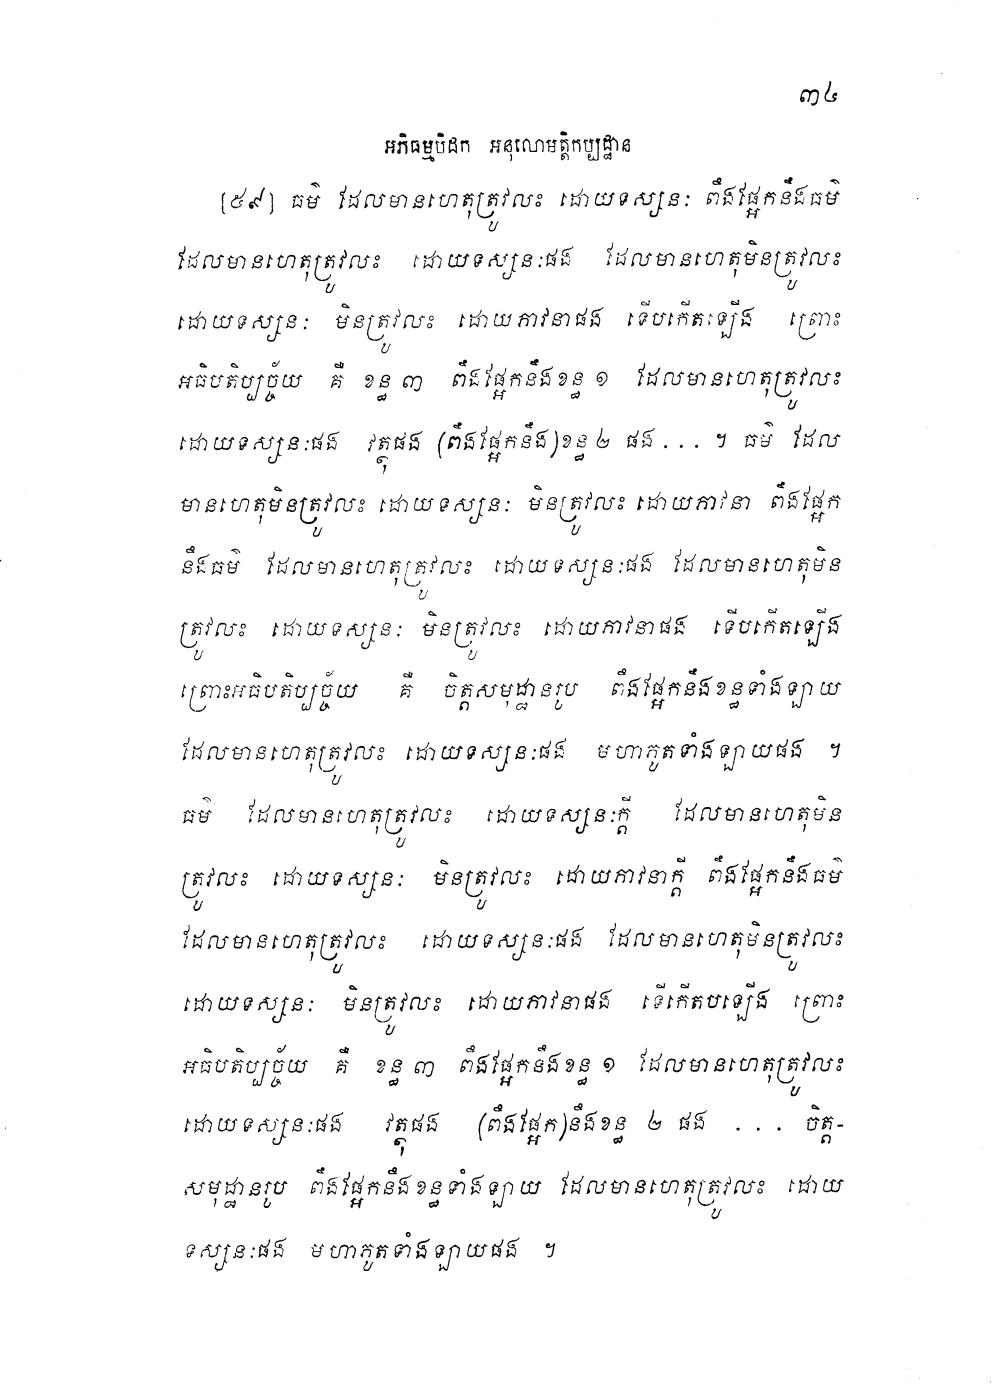 ៣៤
អភិធម្មបិដក អនុលោមត្តិកប្បដ្ឋាន
[៥៩] ធម៌ ដែលមានហេតុត្រូវលះ ដោយទស្សនៈ ពឹងផ្អែកនឹងធម៌
ដែលមានហេតុត្រូវលះ ដោយទស្សនៈផង ដែលមានហេតុមិនត្រូវលះ
ដោយទស្សនៈ មិនត្រូវលះ ដោយភាវនាផង ទើបកើតឡើង ព្រោះ
អធិបតិប្បច្ច័យ គឺ ខន្ធ ៣ ពឹងផ្អែកនឹងខន្ធ ១ ដែលមានហេតុត្រូវលះ
ដោយទស្សនៈផង វត្ថុផង (ពឹងផ្អែកនឹង)ខន្ធ ២ ផង . . . ។ ធម៌ ដែល
មានហេតុមិនត្រូវលះ ដោយទស្សនៈ មិនត្រូវលះ ដោយភាវនា ពឹងផ្អែក
នឹងធម៌ ដែលមានហេតុត្រូវលះ ដោយទស្សនៈផង ដែលមានហេតុមិន
ត្រូវលះ ដោយទស្សនៈ មិនត្រូវលះ ដោយភាវនាផង ទើបកើតឡើង
ព្រោះអធិបតិប្បច្ច័យ គឺ ចិត្តសមុដ្ឋានរូប ពឹងផ្អែកនឹងខន្ធទាំងឡាយ
ដែលមានហេតុត្រូវលះ ដោយទស្សនៈផង មហាភូតទាំងឡាយផង ។
ធម៌ ដែលមានហេតុត្រូវលះ ដោយទស្សនៈក្តី ដែលមានហេតុមិន
ត្រូវលះ ដោយទស្សនៈ មិនត្រូវលះ ដោយភាវនាក្តី ពឹងផ្អែកនឹងធម៌
ដែលមានហេតុត្រូវលះ ដោយទស្សនៈផង ដែលមានហេតុមិនត្រូវលះ
ដោយទស្សនៈ មិនត្រូវលះ ដោយភាវនាផង ទើកើតបឡើង ព្រោះ
អធិបតិប្បច្ច័យ គឺ ខន្ធ ៣ ពឹងផ្អែកនឹងខន្ធ ១ ដែលមានហេតុត្រូវលះ
ដោយទស្សនៈផង វត្ថុផង (ពឹងផ្អែក)នឹងខន្ធ ២ ផង . . . ចិត្ត-
សមុដ្ឋានរូប ពឹងផ្អែកនឹងខន្ធទាំងឡាយ ដែលមានហេតុត្រូវលះ ដោយ
ទស្សនៈផង មហាភូតទាំងឡាយផង ។